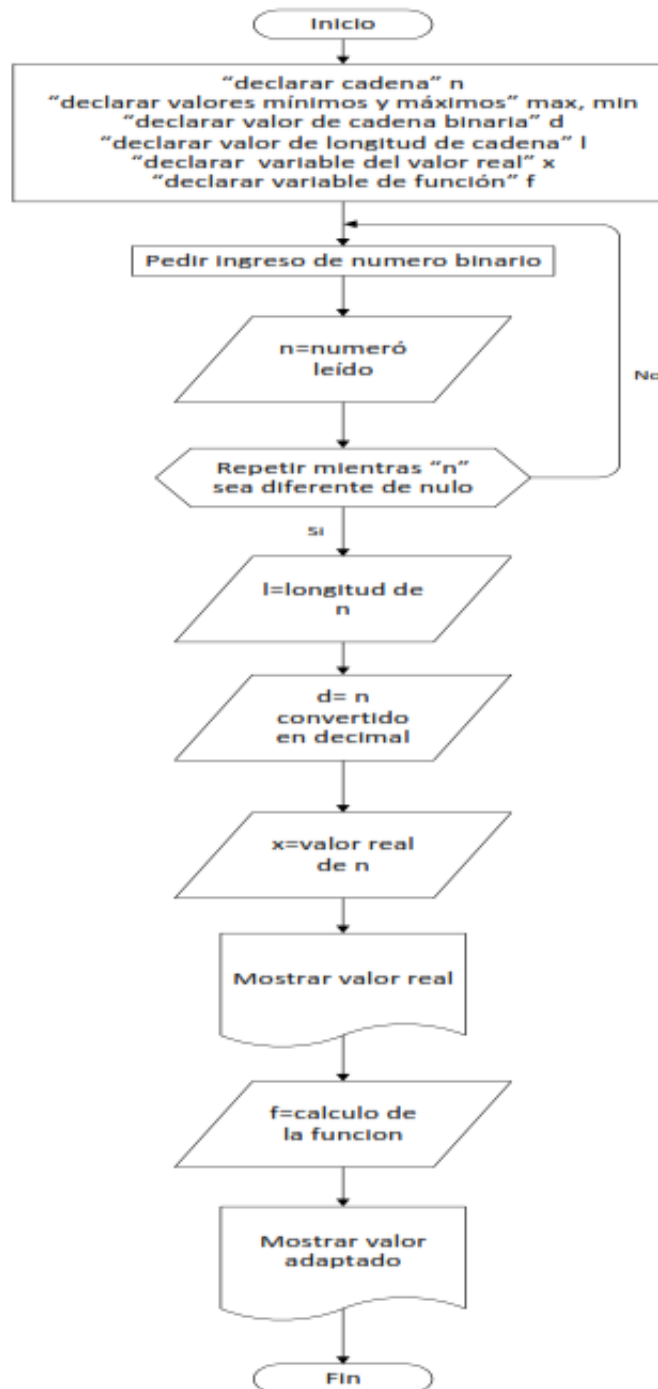 Inicio
“declarar cadena” n
“declarar valores mínimos y máximos” max, min
“declarar valor de cadena binaria” d
“declarar valor de longitud de cadena” l
“declarar variable del valor real” x
“declarar variable de función” f
Pedir ingreso de numero binario
n=numeró
leído
No
Repetir mientras “n”
sea diferente de nulo
Si
l=longitud de
n
d= n
convertido
en decimal
x=valor real
de n
Mostrar valor real
f=calculo de
la funcion
Mostrar valor
adaptado
Fin